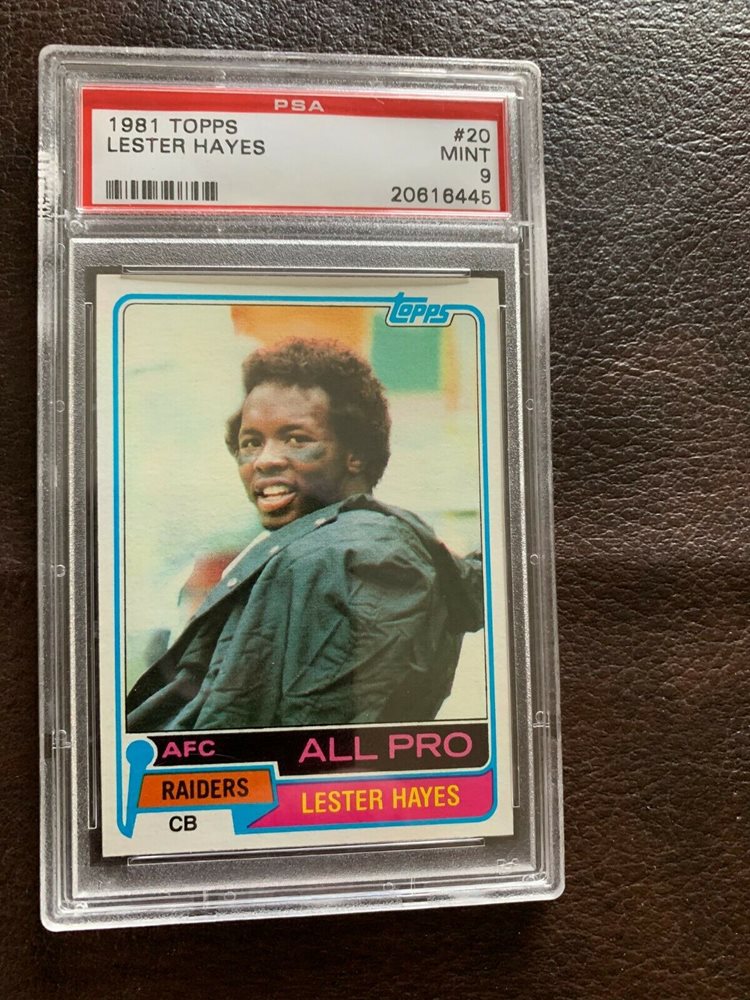 PSA
1981 TOPPS #20
LESTER HAYES MINT
9
20616445
TOPPS
AFC ALL PRO
RAIDERS LESTER HAYES
CB